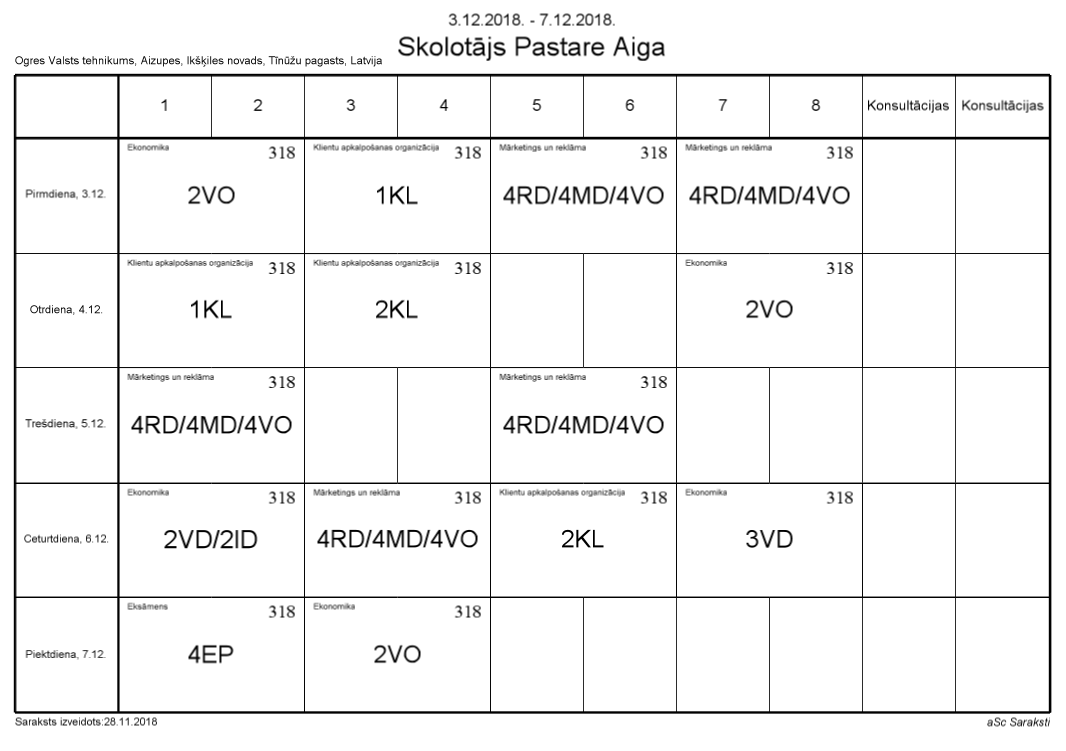 3.12.2018. - 7.12.2018.
Skolotājs Pastare Aiga
Ogres Valsts tehnikums, Aizupes, Ikšķiles novads, Tīnūžu pagasts, Latvija
1 2 3 4 5 6 7 8 Konsultācijas Konsultācijas
Ekonomika 318 Klientu apkalpošanas organizācija 318 Mārketings un reklāma 318 Mārketings un reklāma 318
Pirmdiena, 3.12. 2VO 1KL 4RD/4MD/4VO 4RD/4MD/4VO
Klientu apkalpošanas organizācija 318 Klientu apkalpošanas organizācija 318 Ekonomika 318
Otrdiena, 4.12. 1KL 2KL 2VO
Mārketings un reklāma 318 Mārketings un reklāma 318
Trešdiena, 5.12. 4RD/4MD/4VO 4RD/4MD/4VO
Ekonomika 318 Mārketings un reklāma 318 Klientu apkalpošanas organizācija 318 Ekonomika 318
Ceturtdiena, 6.12. 2VD/2ID 4RD/4MD/4VO 2KL 3VD
Eksāmens 318 Ekonomika 318
Piektdiena, 7.12. 4EP 2VO
Saraksts izveidots:28.11.2018 aSc Saraksti